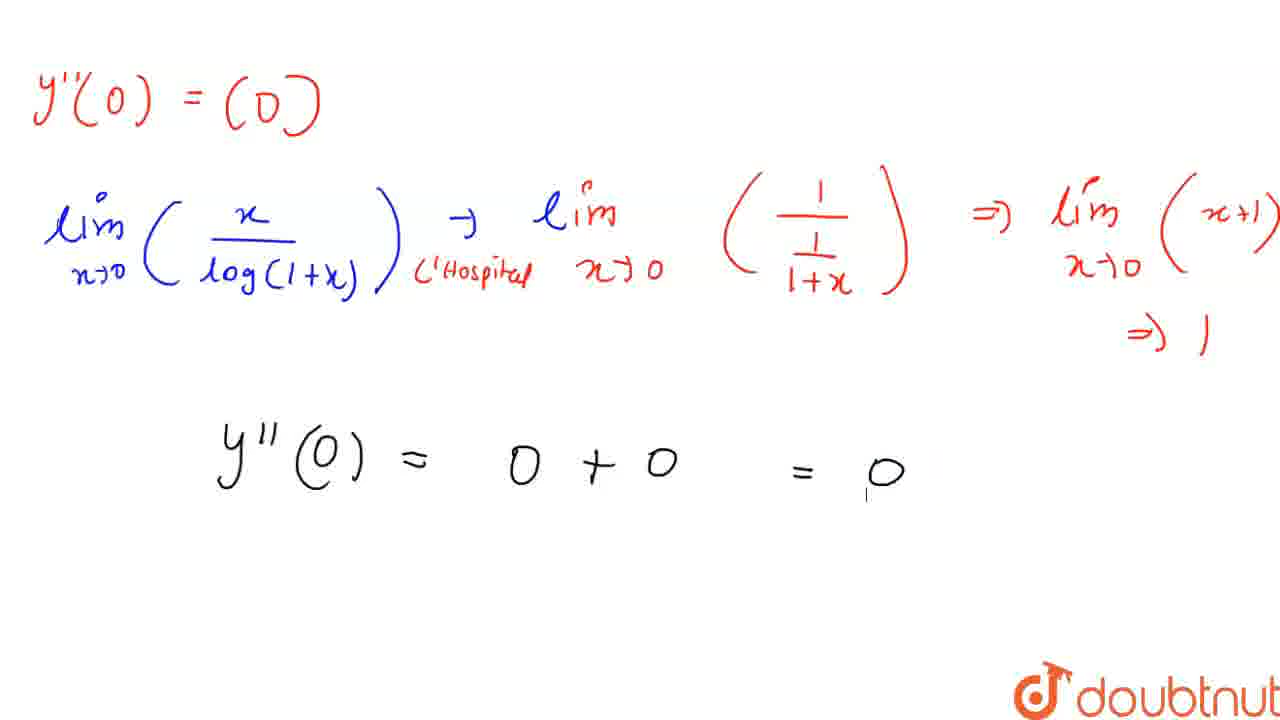 y''(0) = (0)
lim x→0 (x / log(1+x)) → L'Hospital lim x→0 (1 / (1 / 1+x)) ⇒ lim x→0 (x+1)
⇒ 1
y''(0) = 0 + 0 = 0
doubtnut